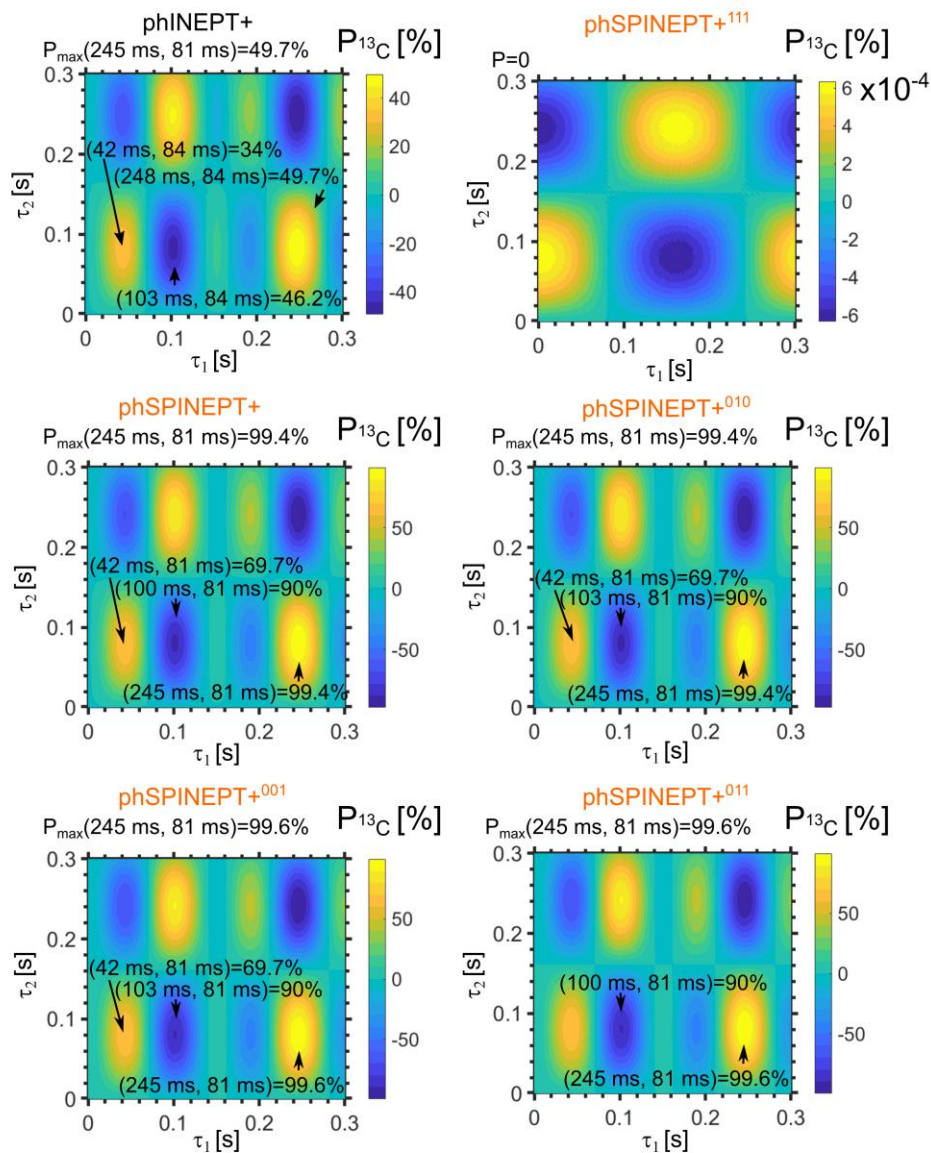 phINEPT+
Pmax(245 ms, 81 ms)=49.7%
P13C [%]
0.3
0.2
0.1
0
τ2 [s]
(42 ms, 84 ms)=34%
(248 ms, 84 ms)=49.7%
(103 ms, 84 ms)=46.2%
0
0.1
0.2
0.3
τ1 [s]
40
20
0
-20
-40
phSPINEPT+111
P=0
P13C [%]
x10-4
0.3
0.2
0.1
0
τ2 [s]
0
0.1
0.2
0.3
τ1 [s]
6
4
2
0
-2
-4
-6
phSPINEPT+
Pmax(245 ms, 81 ms)=99.4%
P13C [%]
0.3
0.2
0.1
0
τ2 [s]
(42 ms, 81 ms)=69.7%
(100 ms, 81 ms)=90%
(245 ms, 81 ms)=99.4%
0
0.1
0.2
0.3
τ1 [s]
50
0
-50
phSPINEPT+010
Pmax(245 ms, 81 ms)=99.4%
P13C [%]
0.3
0.2
0.1
0
τ2 [s]
(42 ms, 81 ms)=69.7%
(103 ms, 81 ms)=90%
(245 ms, 81 ms)=99.4%
0
0.1
0.2
0.3
τ1 [s]
50
0
-50
phSPINEPT+001
Pmax(245 ms, 81 ms)=99.6%
P13C [%]
0.3
0.2
0.1
0
τ2 [s]
(42 ms, 81 ms)=69.7%
(103 ms, 81 ms)=90%
(245 ms, 81 ms)=99.6%
0
0.1
0.2
0.3
τ1 [s]
50
0
-50
phSPINEPT+011
Pmax(245 ms, 81 ms)=99.6%
P13C [%]
0.3
0.2
0.1
0
τ2 [s]
(100 ms, 81 ms)=90%
(245 ms, 81 ms)=99.6%
0
0.1
0.2
0.3
τ1 [s]
50
0
-50